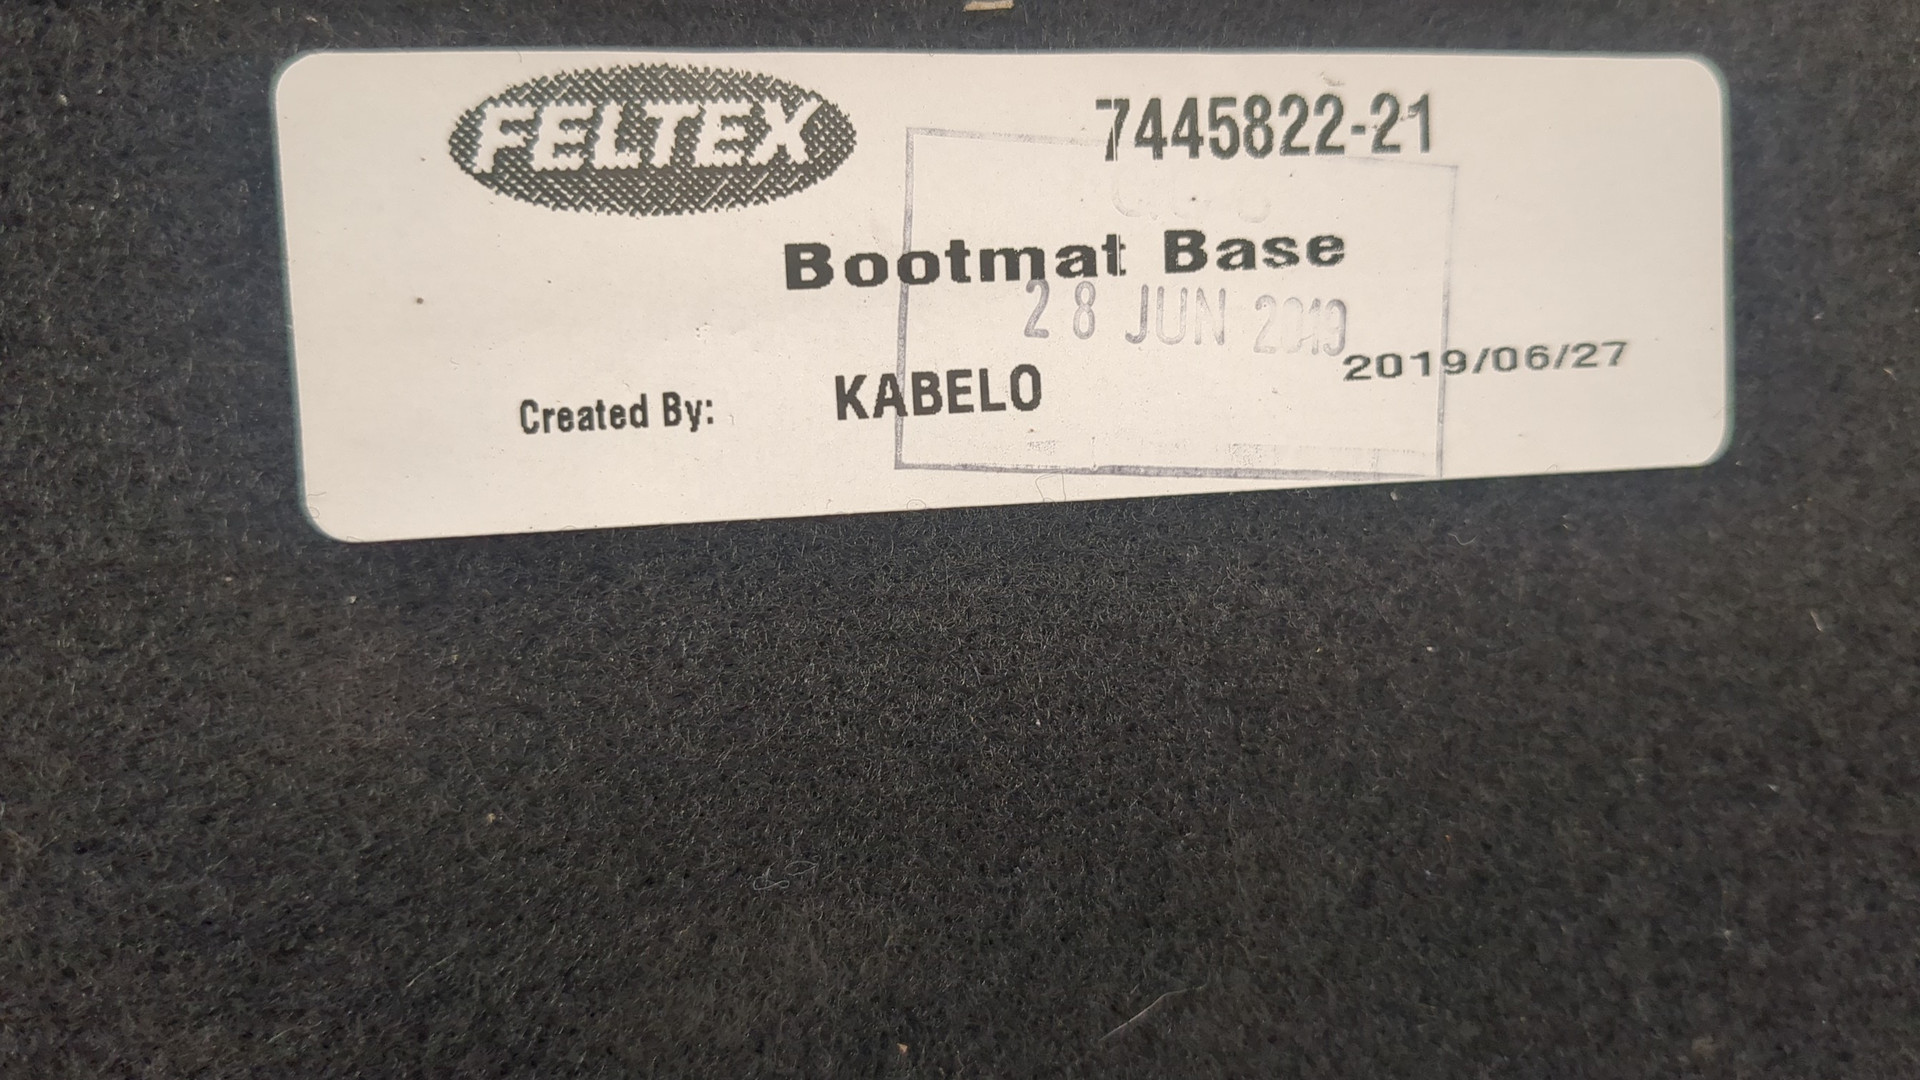 FELTEX
7445822-21
Bootmat Base
28 JUN 2019
2019/06/27
Created By: KABELO